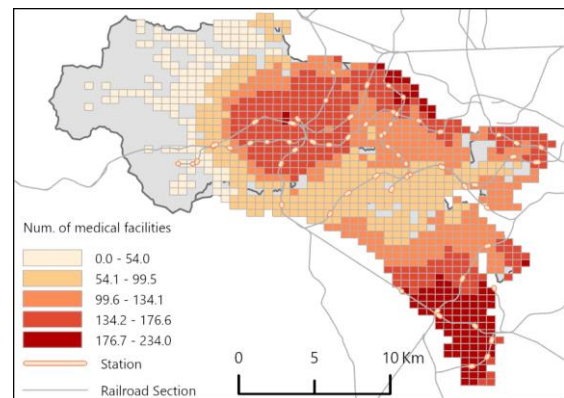 Num. of medical facilities
0.0 - 54.0
54.1 - 99.5
99.6 - 134.1
134.2 - 176.6
176.7 - 234.0
Station
Railroad Section
0 5 10 Km